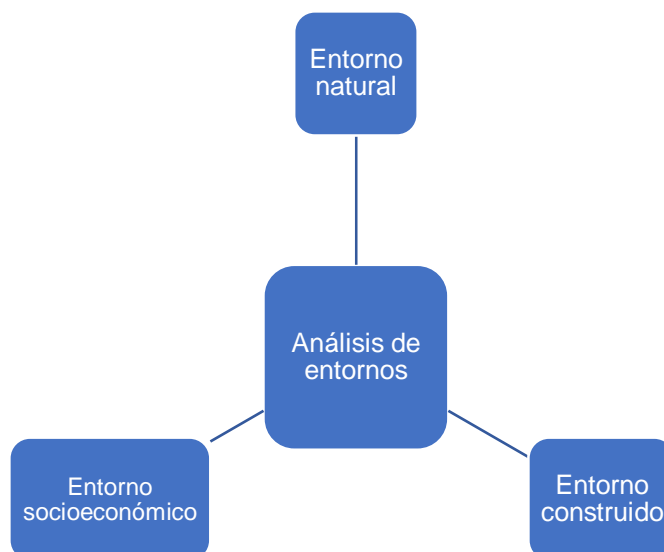 Entorno
natural
Análisis de
entornos
Entorno
socioeconómico
Entorno
construido